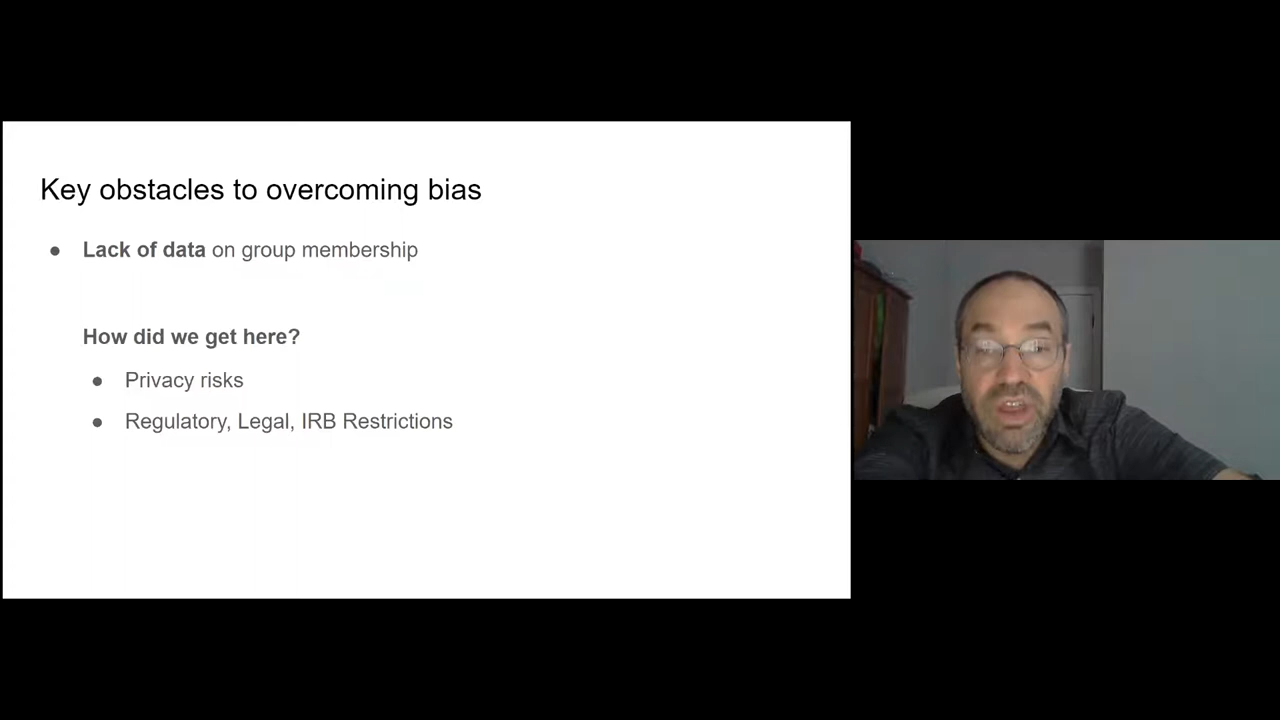 Key obstacles to overcoming bias
● Lack of data on group membership
How did we get here?
● Privacy risks
● Regulatory, Legal, IRB Restrictions